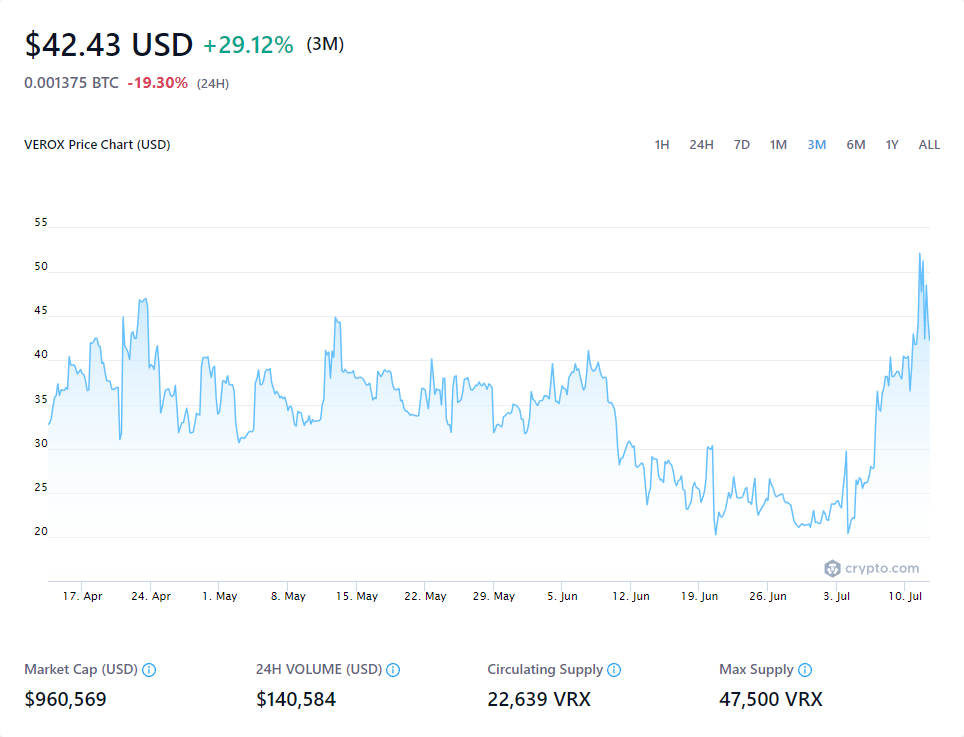 $42.43 USD +29.12% (3M)
0.001375 BTC -19.30% (24H)
VEROX Price Chart (USD) 1H 24H 7D 1M 3M 6M 1Y ALL
55
50
45
40
35
30
25
20
crypto.com
17. Apr 24. Apr 1. May 8. May 15. May 22. May 29. May 5. Jun 12. Jun 19. Jun 26. Jun 3. Jul 10. Jul
Market Cap (USD) 24H VOLUME (USD) Circulating Supply Max Supply
$960,569 $140,584 22,639 VRX 47,500 VRX